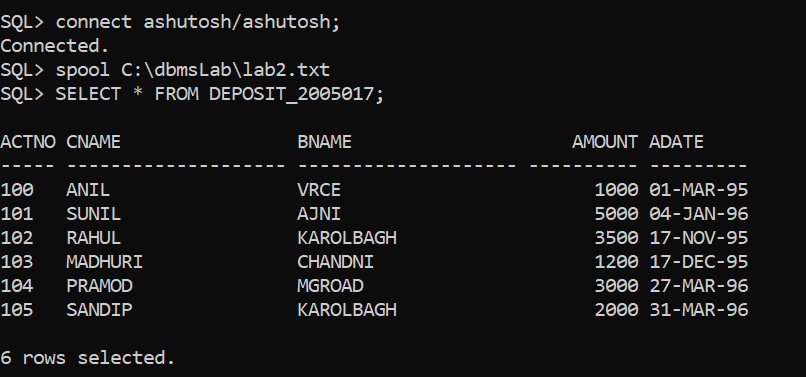 SQL> connect ashutosh/ashutosh;
Connected.
SQL> spool C:\dbmsLab\lab2.txt
SQL> SELECT * FROM DEPOSIT_2005017;

ACTNO CNAME                BNAME                    AMOUNT ADATE
----- -------------------- -------------------- ---------- ---------
100   ANIL                 VRCE                       1000 01-MAR-95
101   SUNIL                AJNI                       5000 04-JAN-96
102   RAHUL                KAROLBAGH                  3500 17-NOV-95
103   MADHURI              CHANDNI                    1200 17-DEC-95
104   PRAMOD               MGROAD                     3000 27-MAR-96
105   SANDIP               KAROLBAGH                  2000 31-MAR-96

6 rows selected.